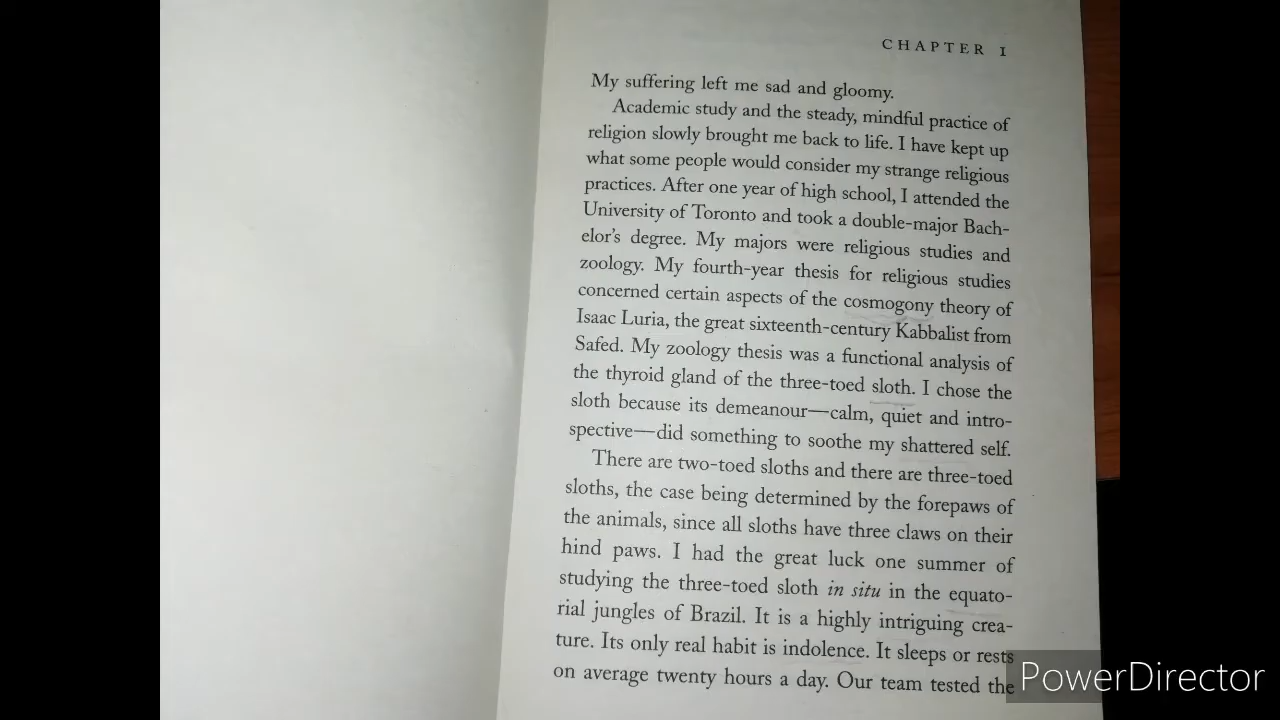 CHAPTER 1
My suffering left me sad and gloomy.
Academic study and the steady, mindful practice of
religion slowly brought me back to life. I have kept up
what some people would consider my strange religious
practices. After one year of high school, I attended the
University of Toronto and took a double-major Bach-
elor's degree. My majors were religious studies and
zoology. My fourth-year thesis for religious studies
concerned certain aspects of the cosmogony theory of
Isaac Luria, the great sixteenth-century Kabbalist from
Safed. My zoology thesis was a functional analysis of
the thyroid gland of the three-toed sloth. I chose the
sloth because its demeanour—calm, quiet and intro-
spective—did something to soothe my shattered self.
There are two-toed sloths and there are three-toed
sloths, the case being determined by the forepaws of
the animals, since all sloths have three claws on their
hind paws. I had the great luck one summer of
studying the three-toed sloth in situ in the equato-
rial jungles of Brazil. It is a highly intriguing crea-
ture. Its only real habit is indolence. It sleeps or rests
on average twenty hours a day. Our team tested the
PowerDirector